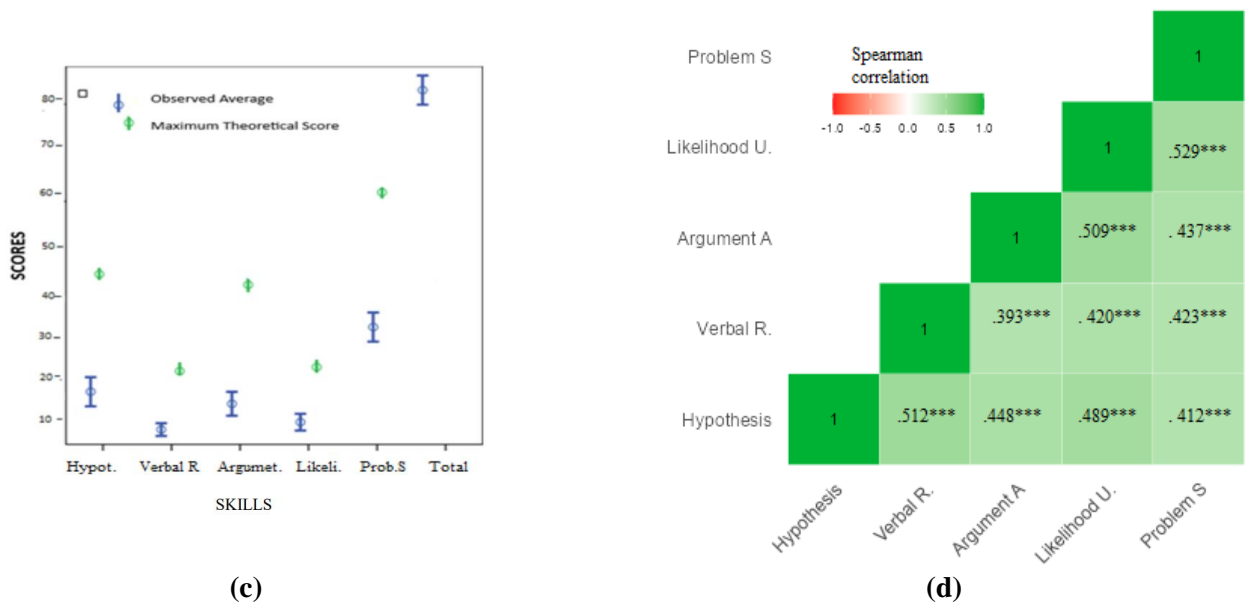 80
70
60
50
40
30
20
10
SCORES
Observed Average
Maximum Theoretical Score
Hypot. Verbal R Argumet. Likeli. Prob.S Total
SKILLS
(c)
Spearman
correlation
-1.0 -0.5 0.0 0.5 1.0
Problem S 1
Likelihood U. 1 .529***
Argument A 1 .509*** . 437***
Verbal R. 1 .393*** . 420*** .423***
Hypothesis 1 .512*** .448*** .489*** . 412***
Hypothesis Verbal R. Argument A Likelihood U. Problem S
(d)